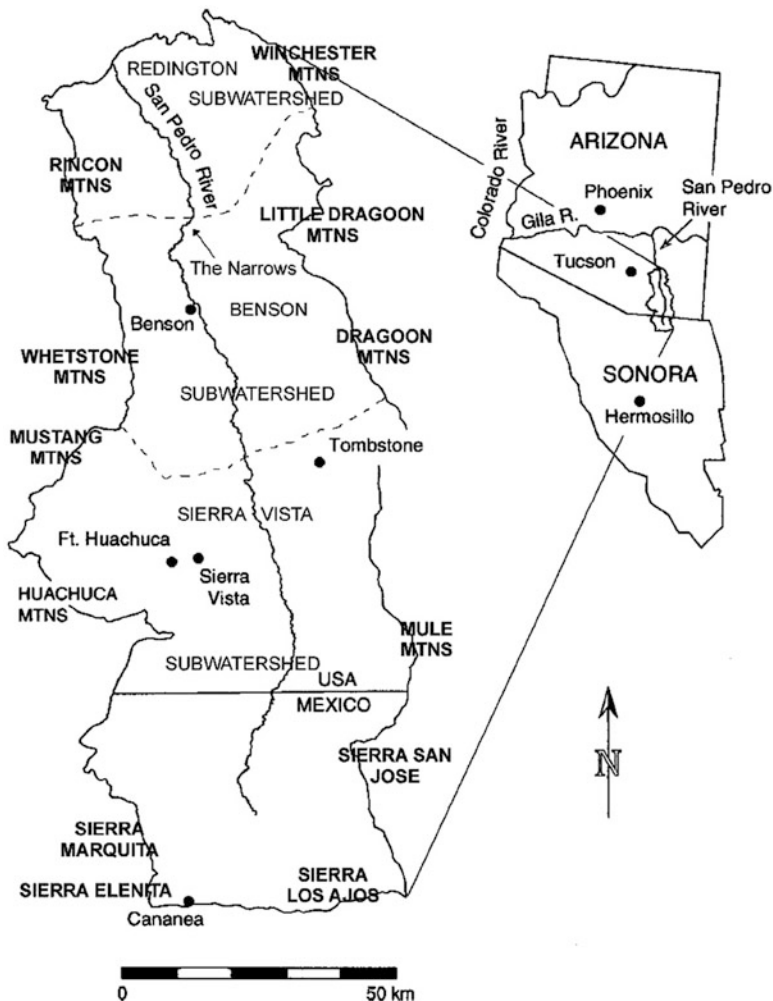 WINCHESTER
MTNS
REDINGTON
SUBWATERSHED
San Pedro River
RINCON
MTNS
LITTLE DRAGOON
MTNS
The Narrows
Benson
BENSON
DRAGOON
MTNS
WHETSTONE
MTNS
SUBWATERSHED
MUSTANG
MTNS
Tombstone
SIERRA VISTA
Ft. Huachuca
Sierra
Vista
HUACHUCA
MTNS
MULE
MTNS
SUBWATERSHED
USA
MEXICO
SIERRA SAN
JOSE
SIERRA
MARQUITA
SIERRA ELENITA
SIERRA
LOS AJOS
Cananea
0
50 km
ARIZONA
Colorado River
Phoenix
San Pedro
River
Gila R.
Tucson
SONORA
Hermosillo
N